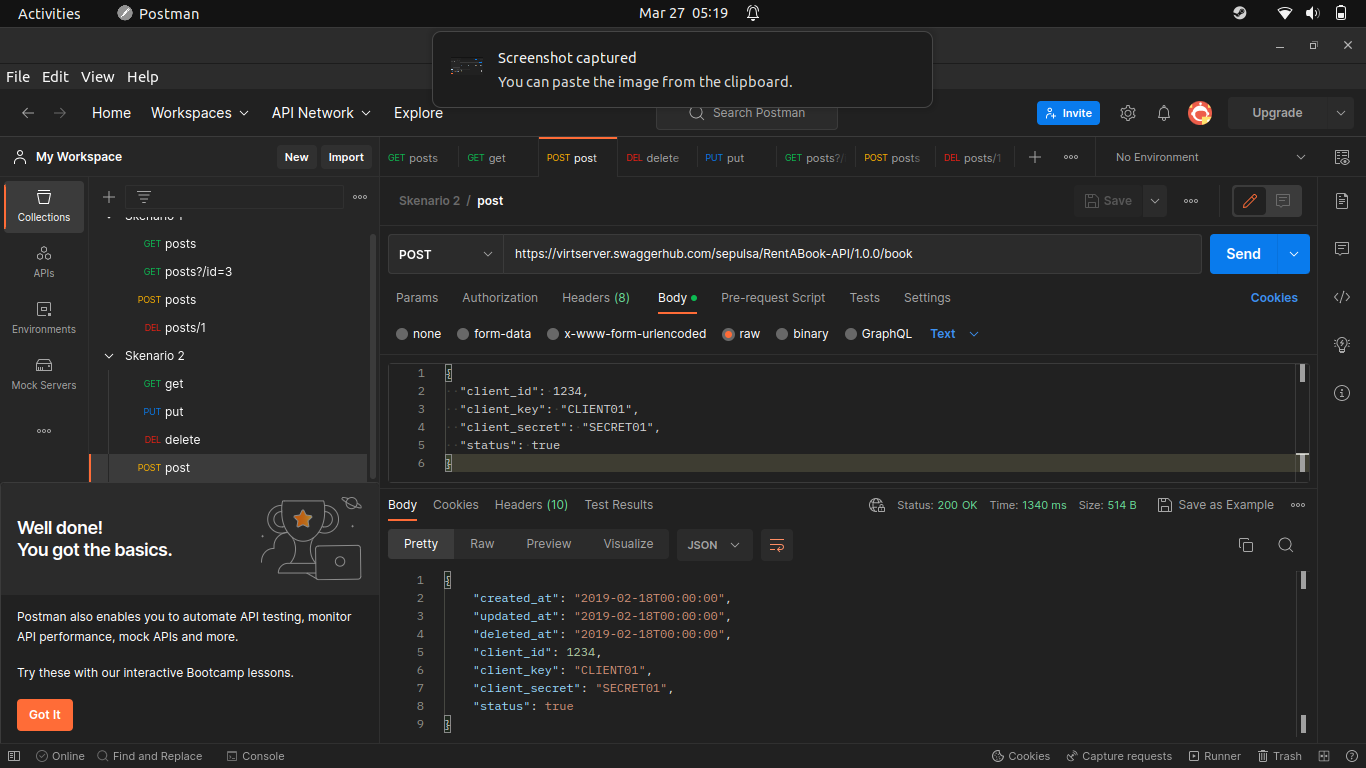 Activities Postman Mar 27 05:19
Screenshot captured
You can paste the image from the clipboard.
File Edit View Help
Home Workspaces API Network Explore Search Postman Invite Upgrade
My Workspace New Import
GET posts GET get POST post DEL delete PUT put GET posts?/ POST posts DEL posts/1 No Environment
Collections
APIs
Environments
Mock Servers
Skenario 1
GET posts
GET posts?/id=3
POST posts
DEL posts/1
Skenario 2
GET get
PUT put
DEL delete
POST post
Skenario 2 / post Save
POST https://virtserver.swaggerhub.com/sepulsa/RentABook-API/1.0.0/book Send
Params Authorization Headers (8) Body Pre-request Script Tests Settings Cookies
none form-data x-www-form-urlencoded raw binary GraphQL Text
1 {
2 "client_id": 1234,
3 "client_key": "CLIENT01",
4 "client_secret": "SECRET01",
5 "status": true
6 }
Body Cookies Headers (10) Test Results Status: 200 OK Time: 1340 ms Size: 514 B Save as Example
Pretty Raw Preview Visualize JSON
1 {
2 "created_at": "2019-02-18T00:00:00",
3 "updated_at": "2019-02-18T00:00:00",
4 "deleted_at": "2019-02-18T00:00:00",
5 "client_id": 1234,
6 "client_key": "CLIENT01",
7 "client_secret": "SECRET01",
8 "status": true
9 }
Well done!
You got the basics.
Postman also enables you to automate API testing, monitor
API performance, mock APIs and more.
Try these with our interactive Bootcamp lessons.
Got It
Online Find and Replace Console Cookies Capture requests Runner Trash